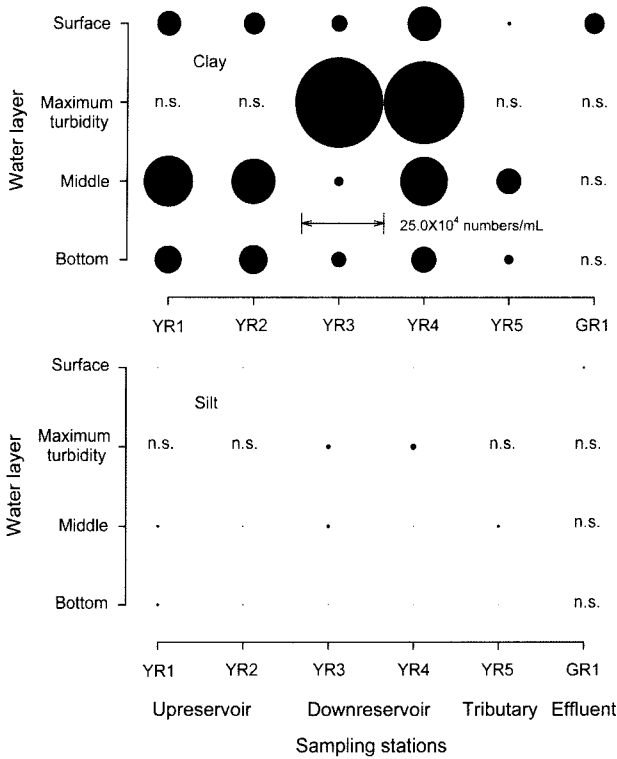 Surface
Clay
Maximum
turbidity
n.s. n.s. n.s. n.s.
Middle
n.s.
25.0X10⁴ numbers/mL
Bottom
n.s.
Water layer
YR1 YR2 YR3 YR4 YR5 GR1
Surface
Silt
Maximum
turbidity
n.s. n.s. n.s. n.s.
Middle
n.s.
Bottom
n.s.
Water layer
YR1 YR2 YR3 YR4 YR5 GR1
Upreservoir Downreservoir Tributary Effluent
Sampling stations